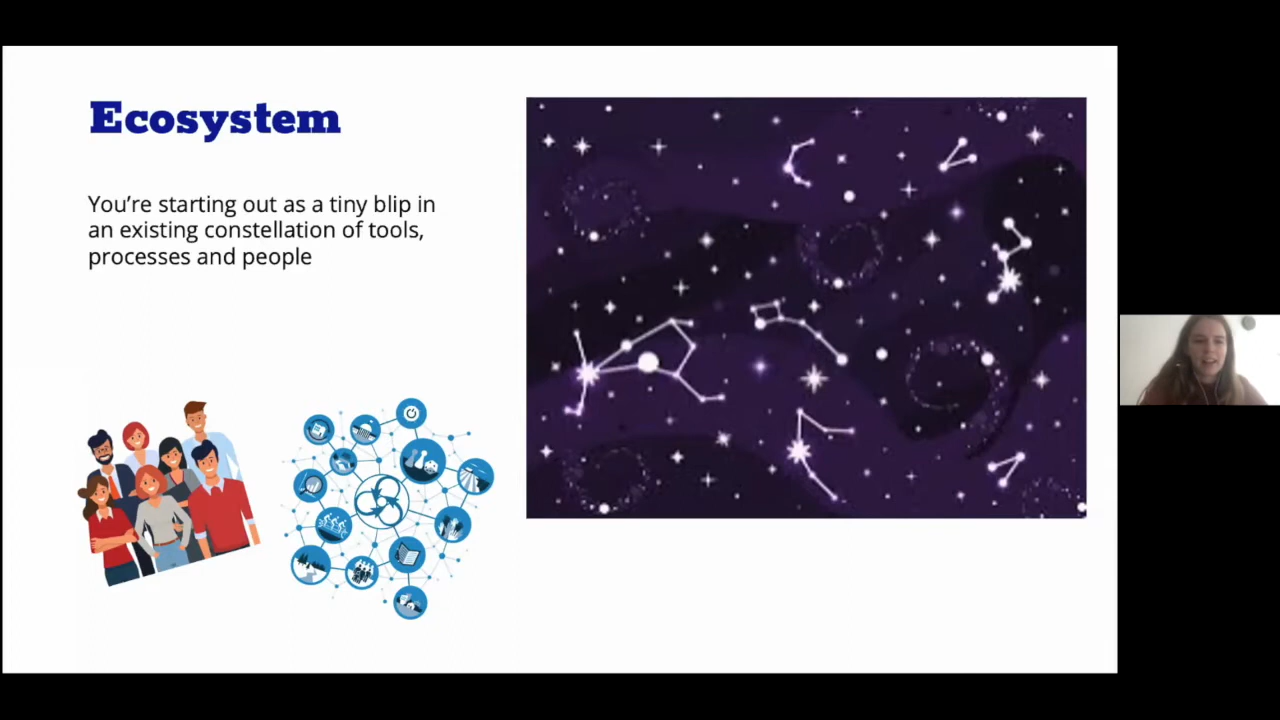 Ecosystem
You’re starting out as a tiny blip in
an existing constellation of tools,
processes and people